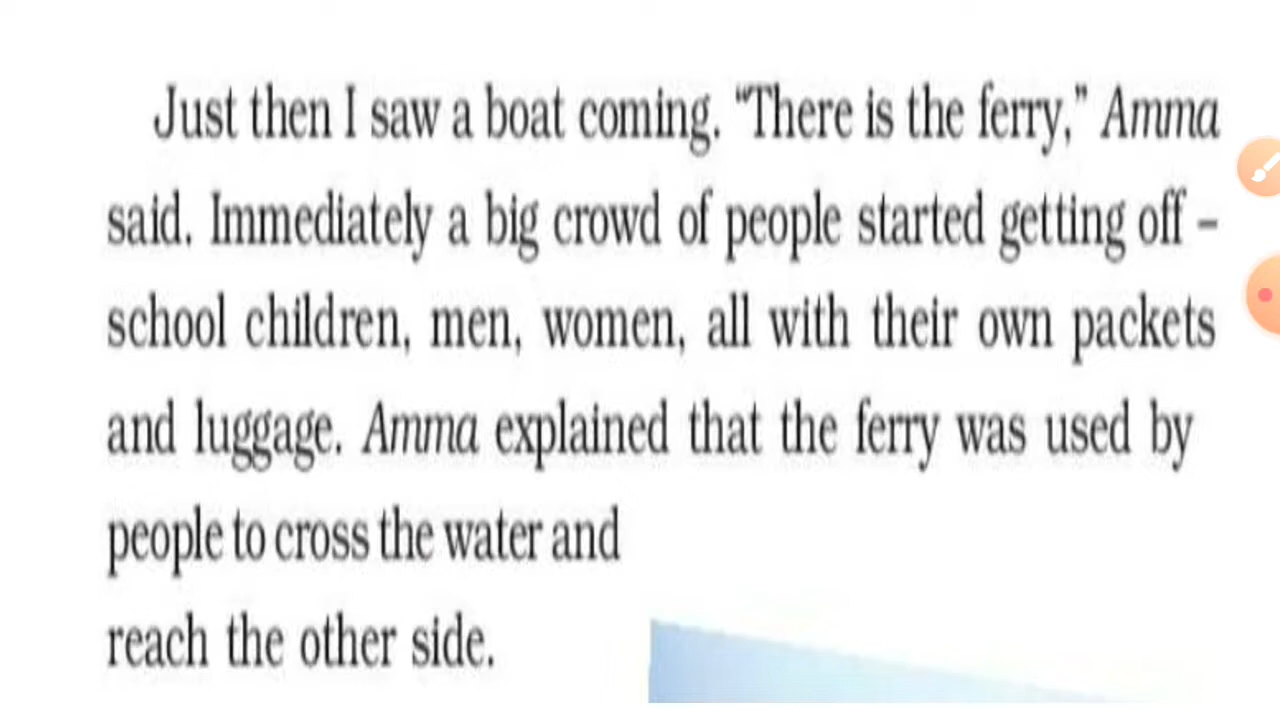 Just then I saw a boat coming. “There is the ferry,” Amma
said. Immediately a big crowd of people started getting off –
school children, men, women, all with their own packets
and luggage. Amma explained that the ferry was used by
people to cross the water and
reach the other side.